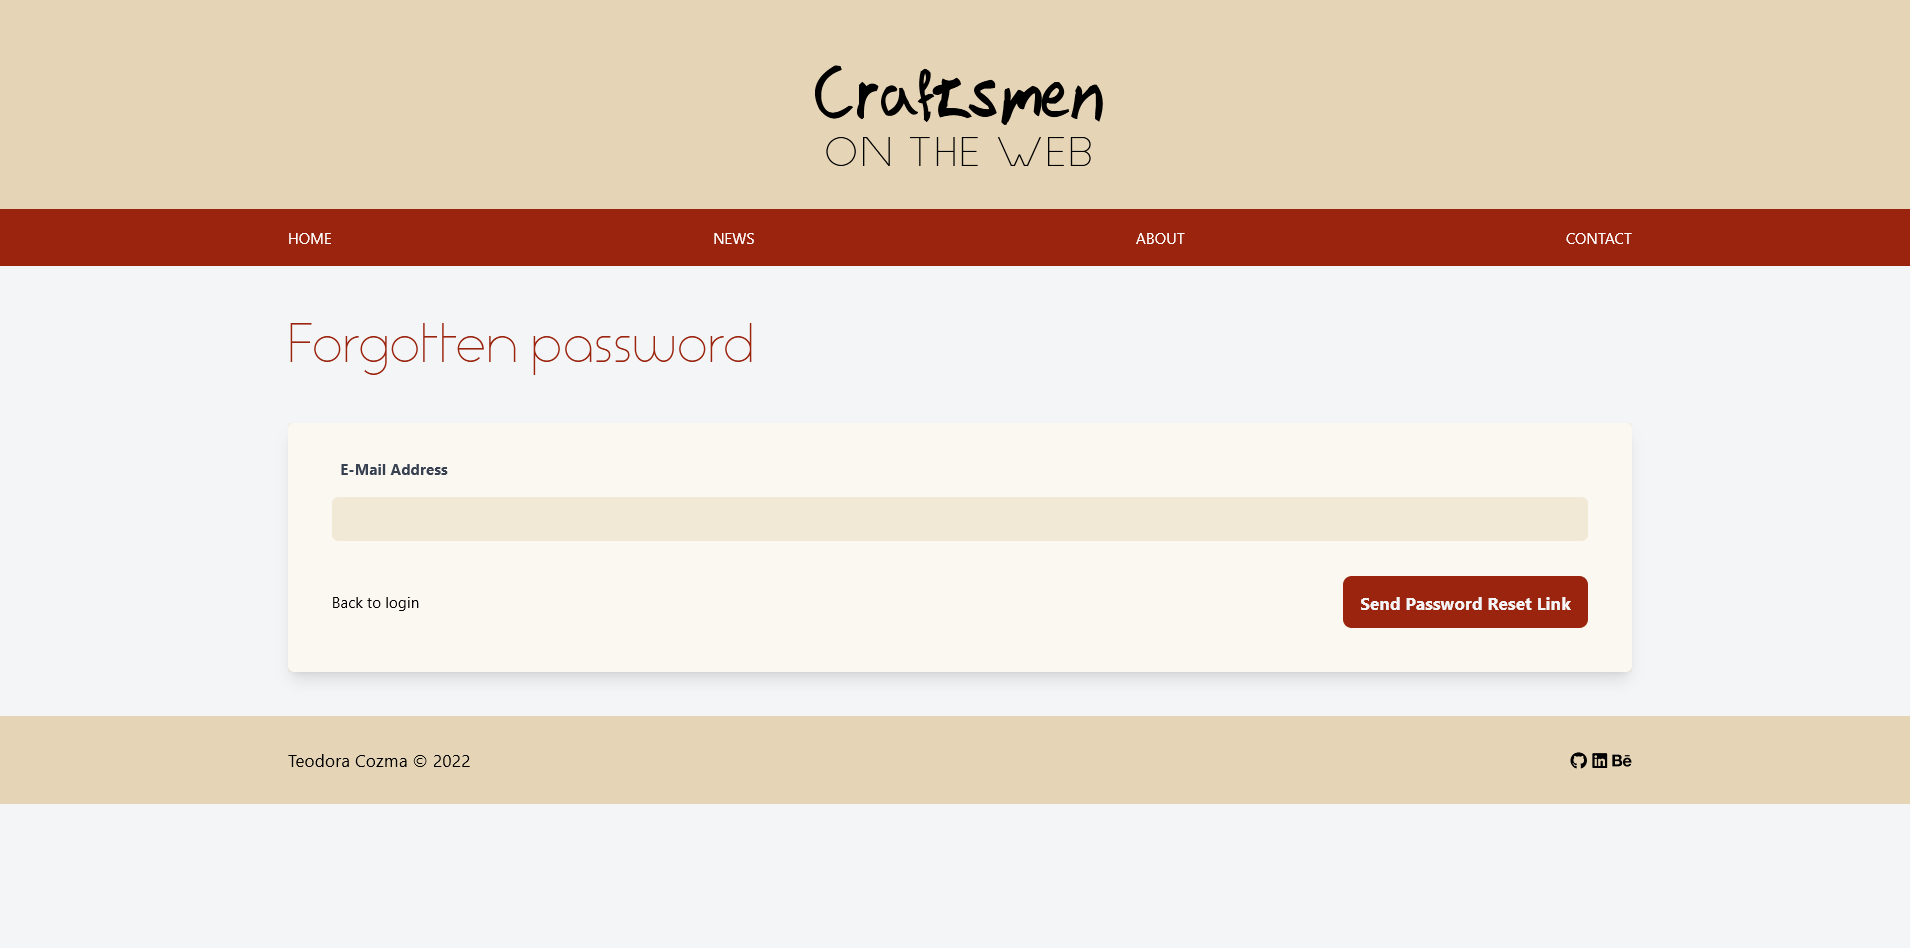 Craftsmen
ON THE WEB
HOME NEWS ABOUT CONTACT
Forgotten password
E-Mail Address
Back to login
Send Password Reset Link
Teodora Cozma © 2022
in Bē